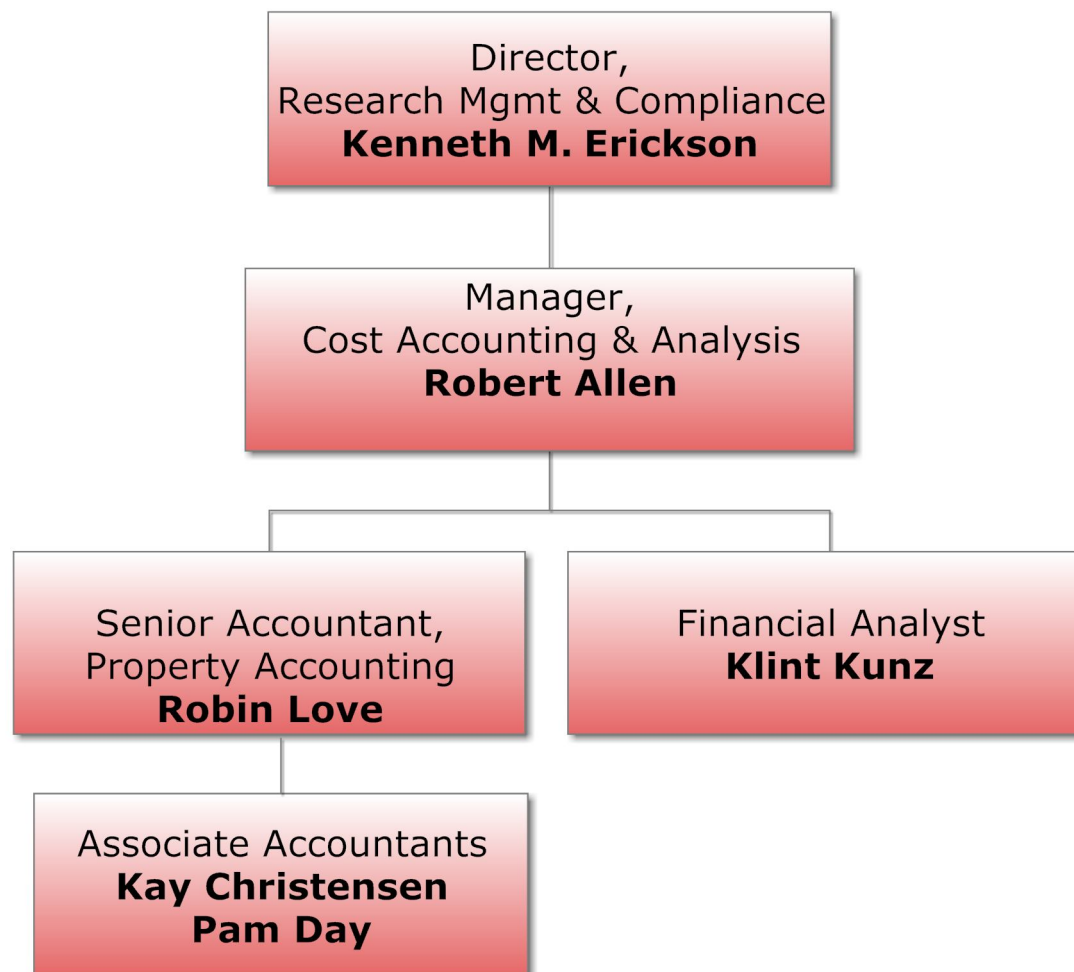 Director,
Research Mgmt & Compliance
Kenneth M. Erickson
Manager,
Cost Accounting & Analysis
Robert Allen
Senior Accountant,
Property Accounting
Robin Love
Financial Analyst
Klint Kunz
Associate Accountants
Kay Christensen
Pam Day